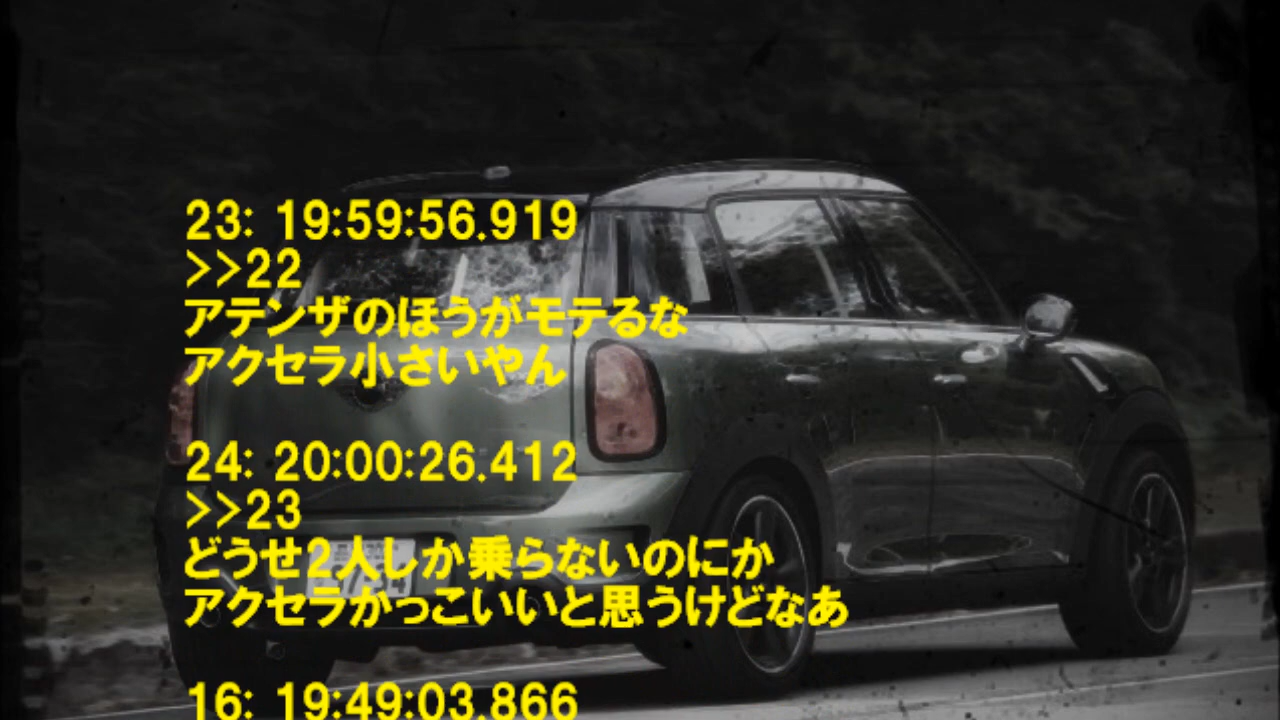 23: 19:59:56.919
>>22
アテンザのほうがモテるな
アクセラ小さいやん
24: 20:00:26.412
>>23
どうせ2人しか乗らないのにか
アクセラかっこいいと思うけどなあ
16: 19:49:03.866